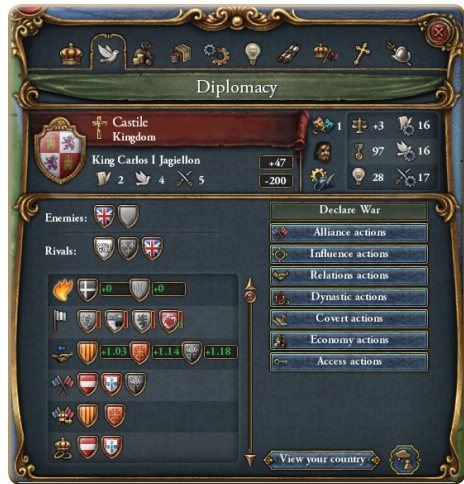 Diplomacy
Castile
Kingdom
King Carlos I Jagiellon
2 4 5
+47
-200
1 +3 16
97 16
28 17
Enemies:
Rivals:
+0 +0
+1.03 +1.14 +1.18
Declare War
Alliance actions
Influence actions
Relations actions
Dynastic actions
Covert actions
Economy actions
Access actions
View your country